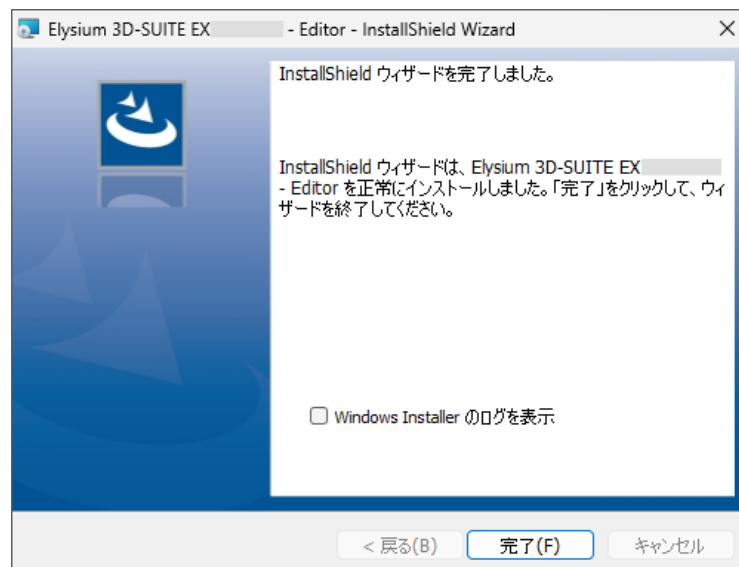 Elysium 3D-SUITE EX - Editor - InstallShield Wizard
InstallShield ウィザードを完了しました。
InstallShield ウィザードは、Elysium 3D-SUITE EX
- Editor を正常にインストールしました。「完了」をクリックして、ウィ
ザードを終了してください。
Windows Installer のログを表示
< 戻る(B)
完了(F)
キャンセル